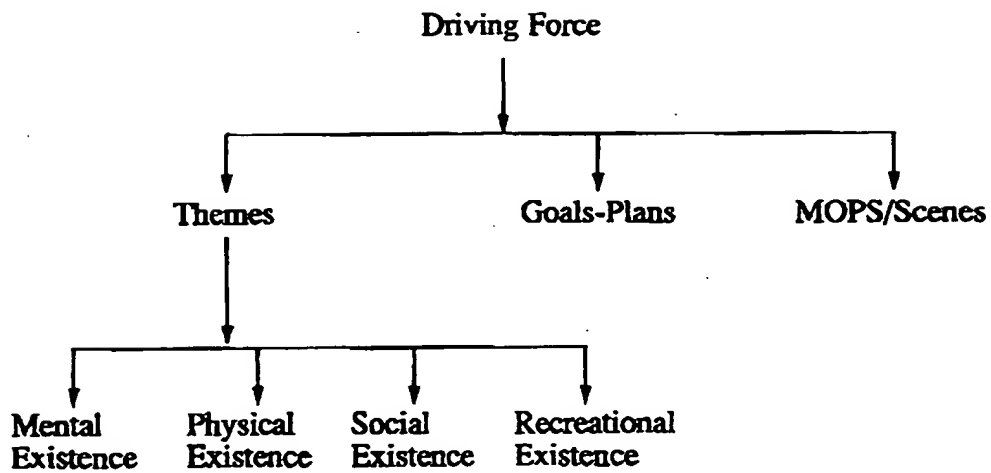 Driving Force
Themes
Goals-Plans
MOPS/Scenes
Mental
Existence
Physical
Existence
Social
Existence
Recreational
Existence